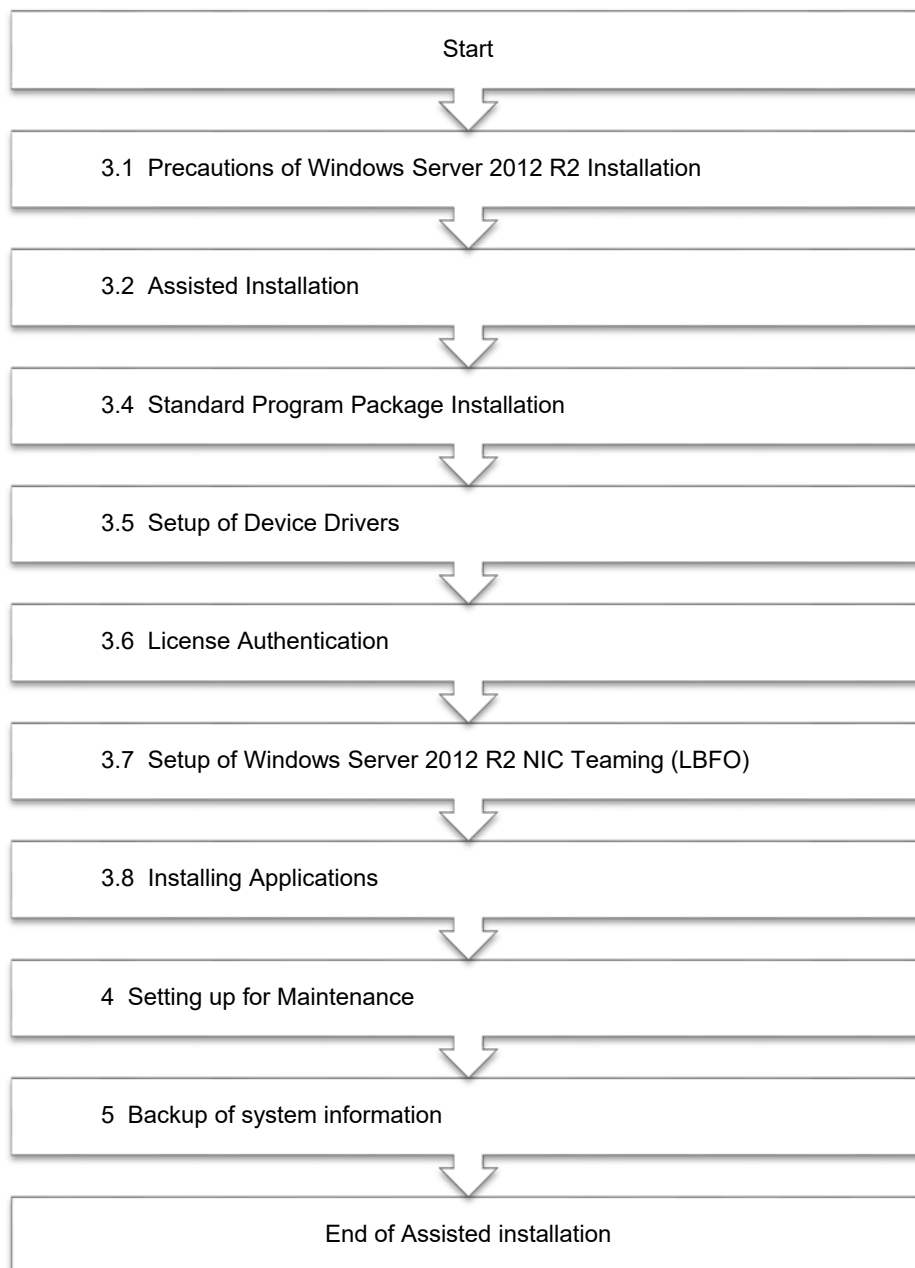 Start
3.1 Precautions of Windows Server 2012 R2 Installation
3.2 Assisted Installation
3.4 Standard Program Package Installation
3.5 Setup of Device Drivers
3.6 License Authentication
3.7 Setup of Windows Server 2012 R2 NIC Teaming (LBFO)
3.8 Installing Applications
4 Setting up for Maintenance
5 Backup of system information
End of Assisted installation